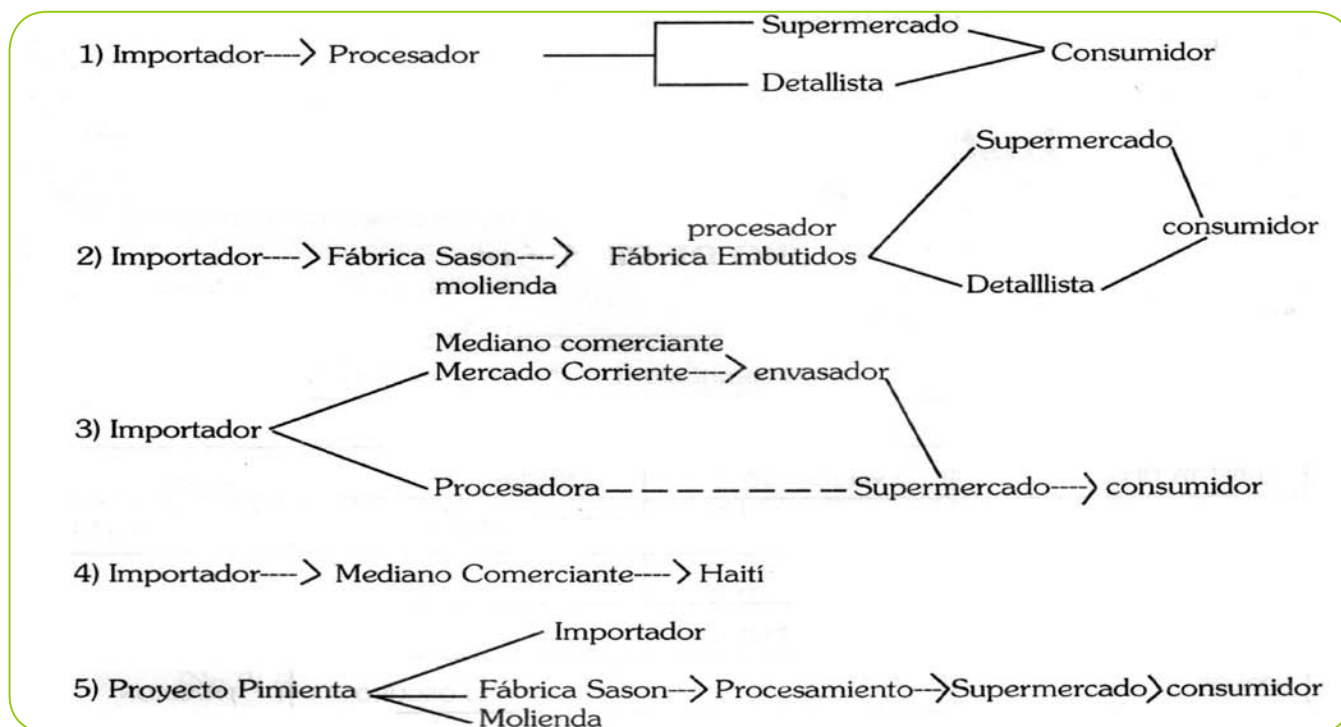 Supermercado
1) Importador----> Procesador Consumidor
Detallista
Supermercado
procesador consumidor
2) Importador----> Fábrica Sason----> Fábrica Embutidos
molienda Detalllista
Mediano comerciante
Mercado Corriente----> envasador
3) Importador
Procesadora — — — — — — — Supermercado----> consumidor
4) Importador----> Mediano Comerciante----> Haití
Importador
5) Proyecto Pimienta Fábrica Sason---> Procesamiento--->Supermercado>consumidor
Molienda